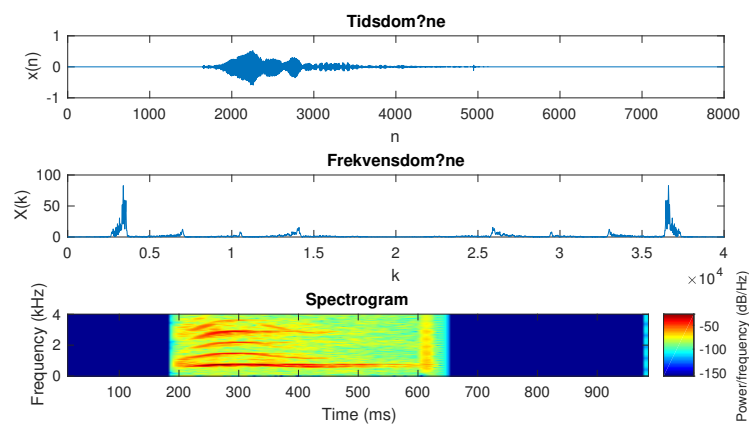 Tidsdom?ne
1
0
-1
x(n)
0 1000 2000 3000 4000 5000 6000 7000 8000
n
Frekvensdom?ne
100
50
0
X(k)
0 0.5 1 1.5 2 2.5 3 3.5 4
k
×10^4
Spectrogram
4
2
0
Frequency (kHz)
100 200 300 400 500 600 700 800 900
Time (ms)
-50
-100
-150
Power/frequency (dB/Hz)